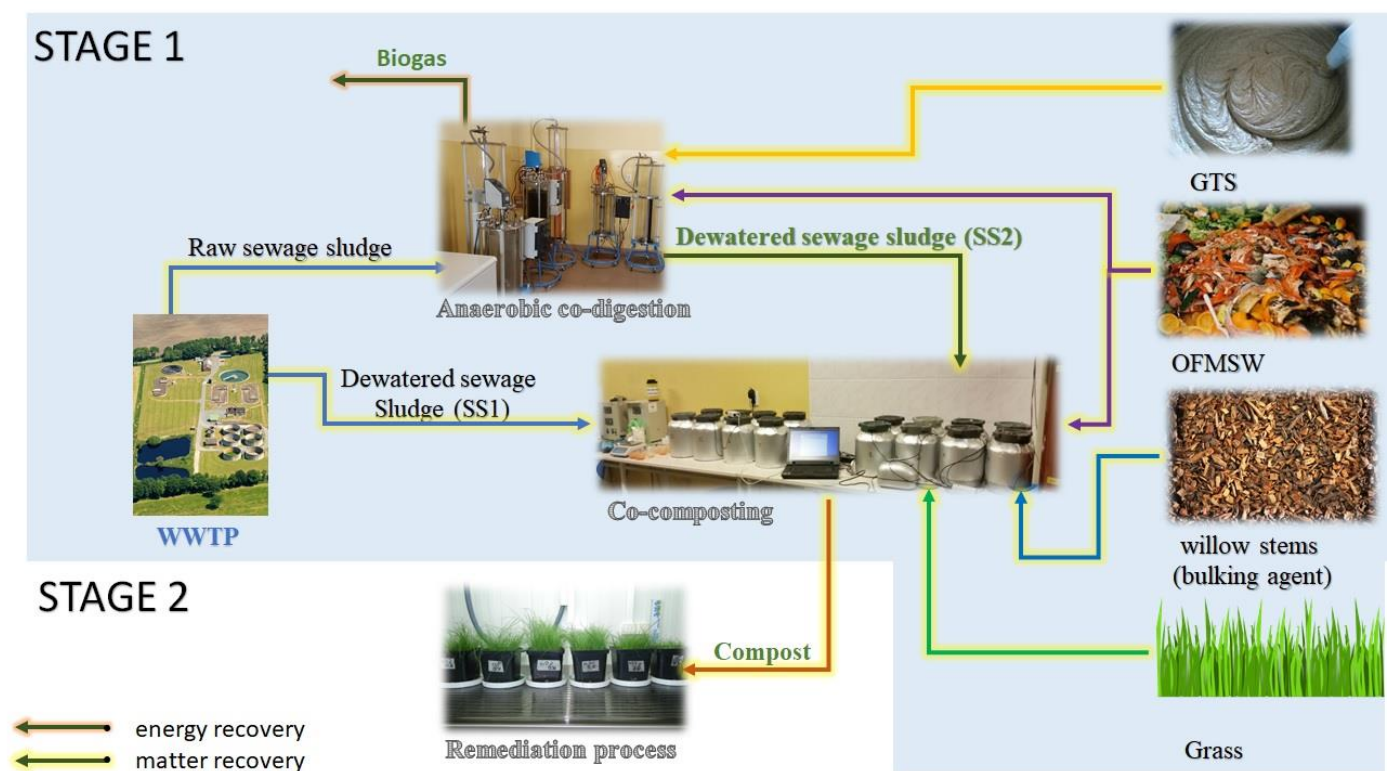 STAGE 1
Biogas
GTS
Raw sewage sludge
Dewatered sewage sludge (SS2)
Anaerobic co-digestion
OFMSW
Dewatered sewage
Sludge (SS1)
WWTP
Co-composting
willow stems
(bulking agent)
STAGE 2
Compost
energy recovery
matter recovery
Remediation process
Grass